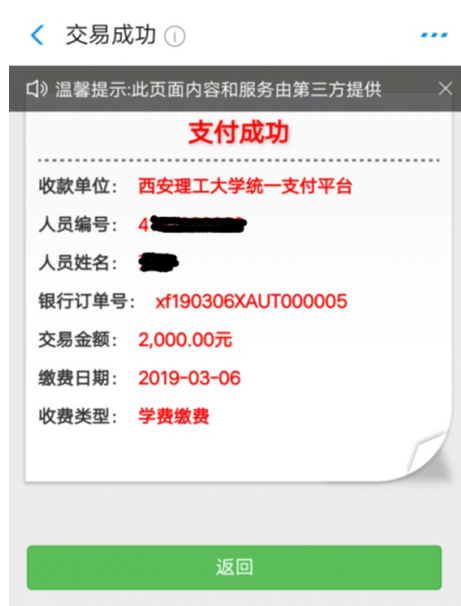 交易成功
温馨提示:此页面内容和服务由第三方提供
支付成功
收款单位: 西安理工大学统一支付平台
人员编号: 4
人员姓名:
银行订单号: xf190306XAUT000005
交易金额: 2,000.00元
缴费日期: 2019-03-06
收费类型: 学费缴费
返回